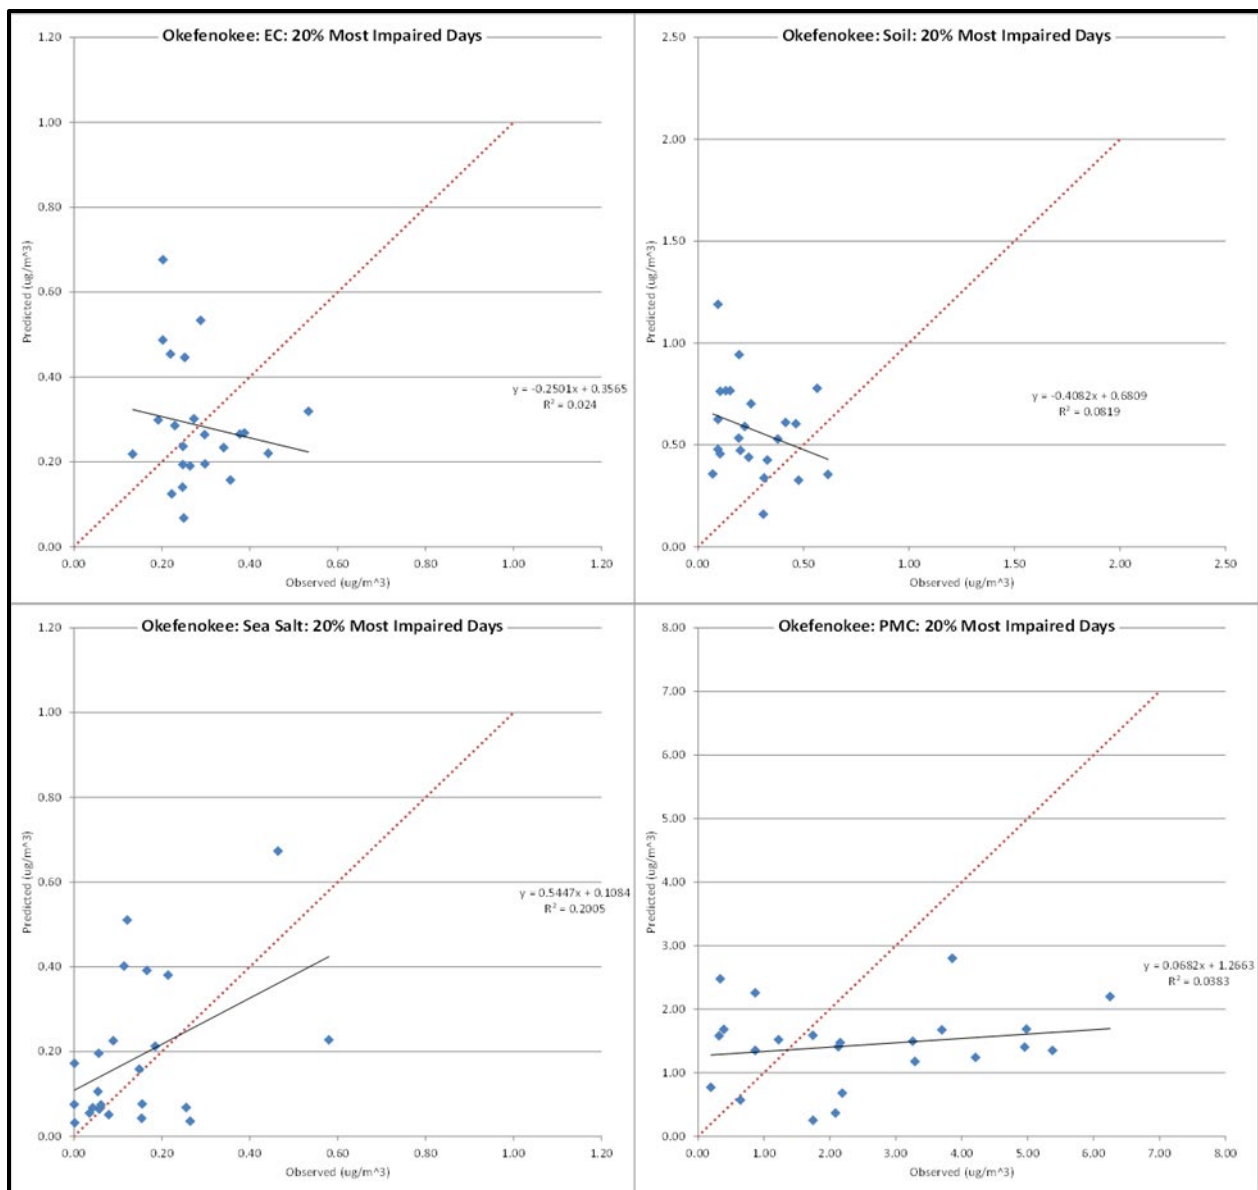 Okefenokee: EC: 20% Most Impaired Days
1.20
1.00
0.80
0.60
0.40
0.20
0.00
Predicted (ug/m^3)
y = -0.2501x + 0.3565
R² = 0.024
0.00 0.20 0.40 0.60 0.80 1.00 1.20
Observed (ug/m^3)
Okefenokee: Soil: 20% Most Impaired Days
2.50
2.00
1.50
1.00
0.50
0.00
Predicted (ug/m^3)
y = -0.4082x + 0.6809
R² = 0.0819
0.00 0.50 1.00 1.50 2.00 2.50
Observed (ug/m^3)
Okefenokee: Sea Salt: 20% Most Impaired Days
1.20
1.00
0.80
0.60
0.40
0.20
0.00
Predicted (ug/m^3)
y = 0.5447x + 0.1084
R² = 0.2005
0.00 0.20 0.40 0.60 0.80 1.00 1.20
Observed (ug/m^3)
Okefenokee: PMC: 20% Most Impaired Days
8.00
7.00
6.00
5.00
4.00
3.00
2.00
1.00
0.00
Predicted (ug/m^3)
y = 0.0682x + 1.2663
R² = 0.0383
0.00 1.00 2.00 3.00 4.00 5.00 6.00 7.00 8.00
Observed (ug/m^3)